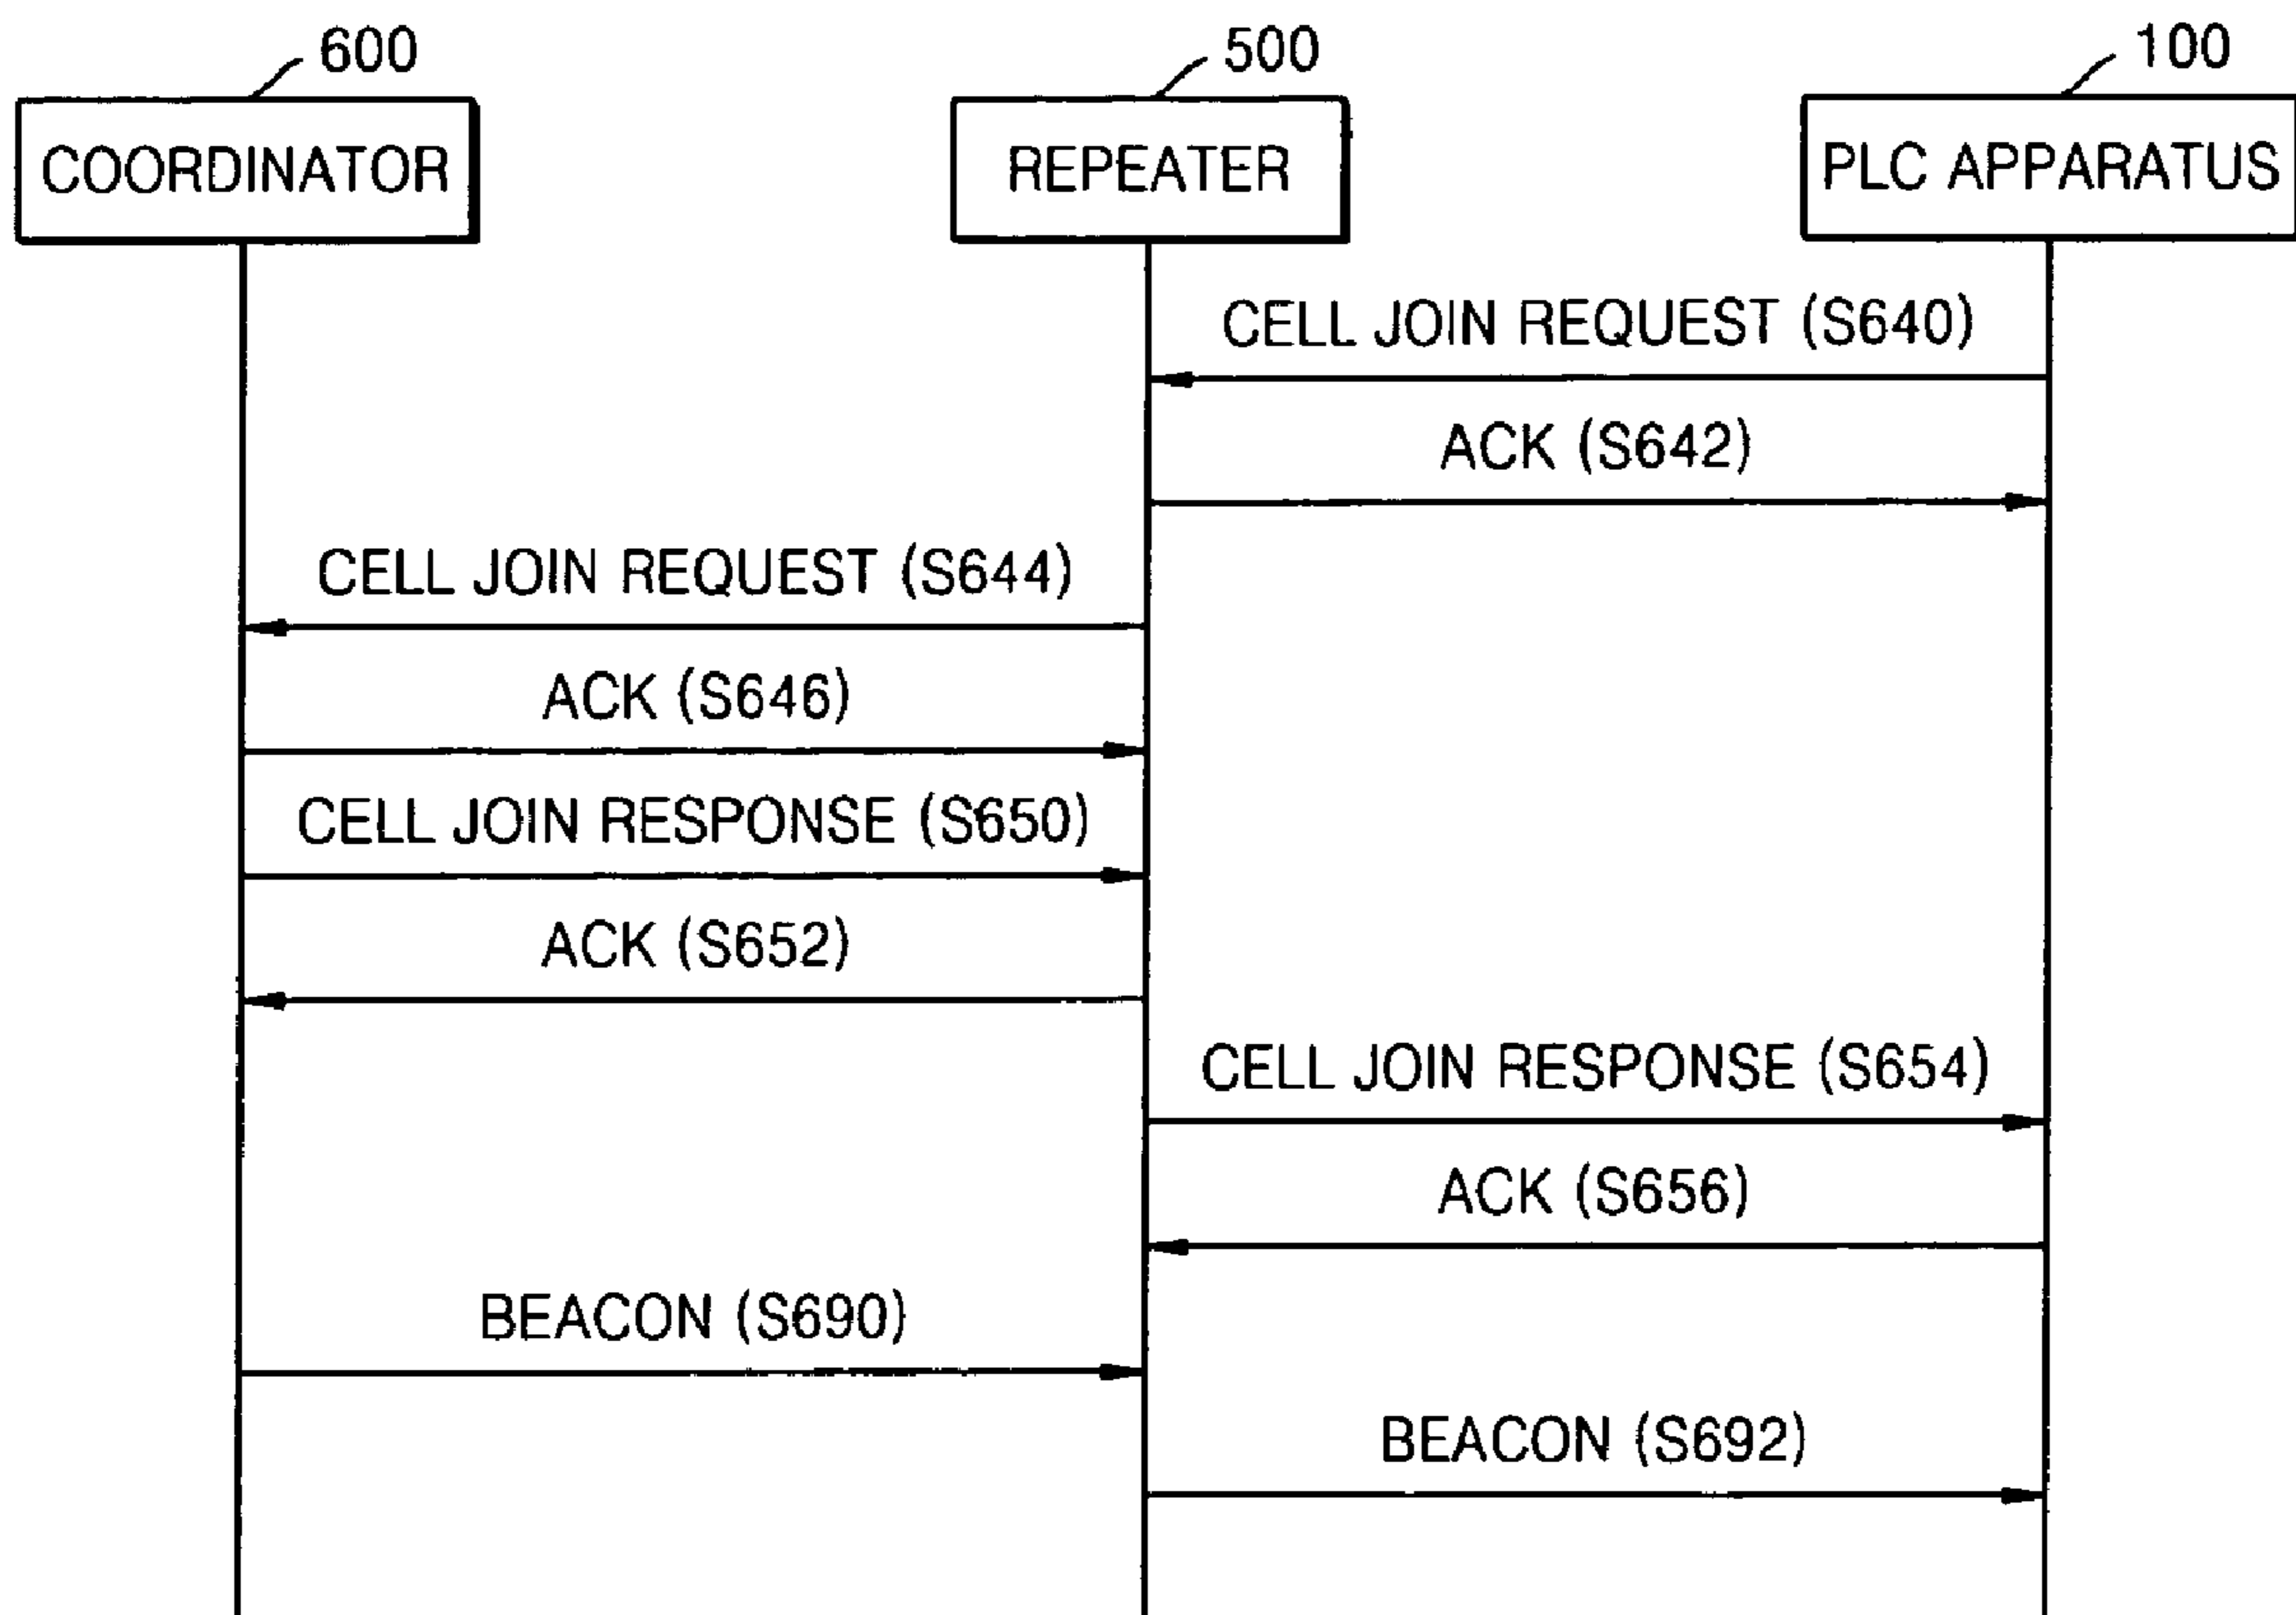 600
500
100
COORDINATOR
REPEATER
PLC APPARATUS
CELL JOIN REQUEST (S640)
ACK (S642)
CELL JOIN REQUEST (S644)
ACK (S646)
CELL JOIN RESPONSE (S650)
ACK (S652)
CELL JOIN RESPONSE (S654)
ACK (S656)
BEACON (S690)
BEACON (S692)